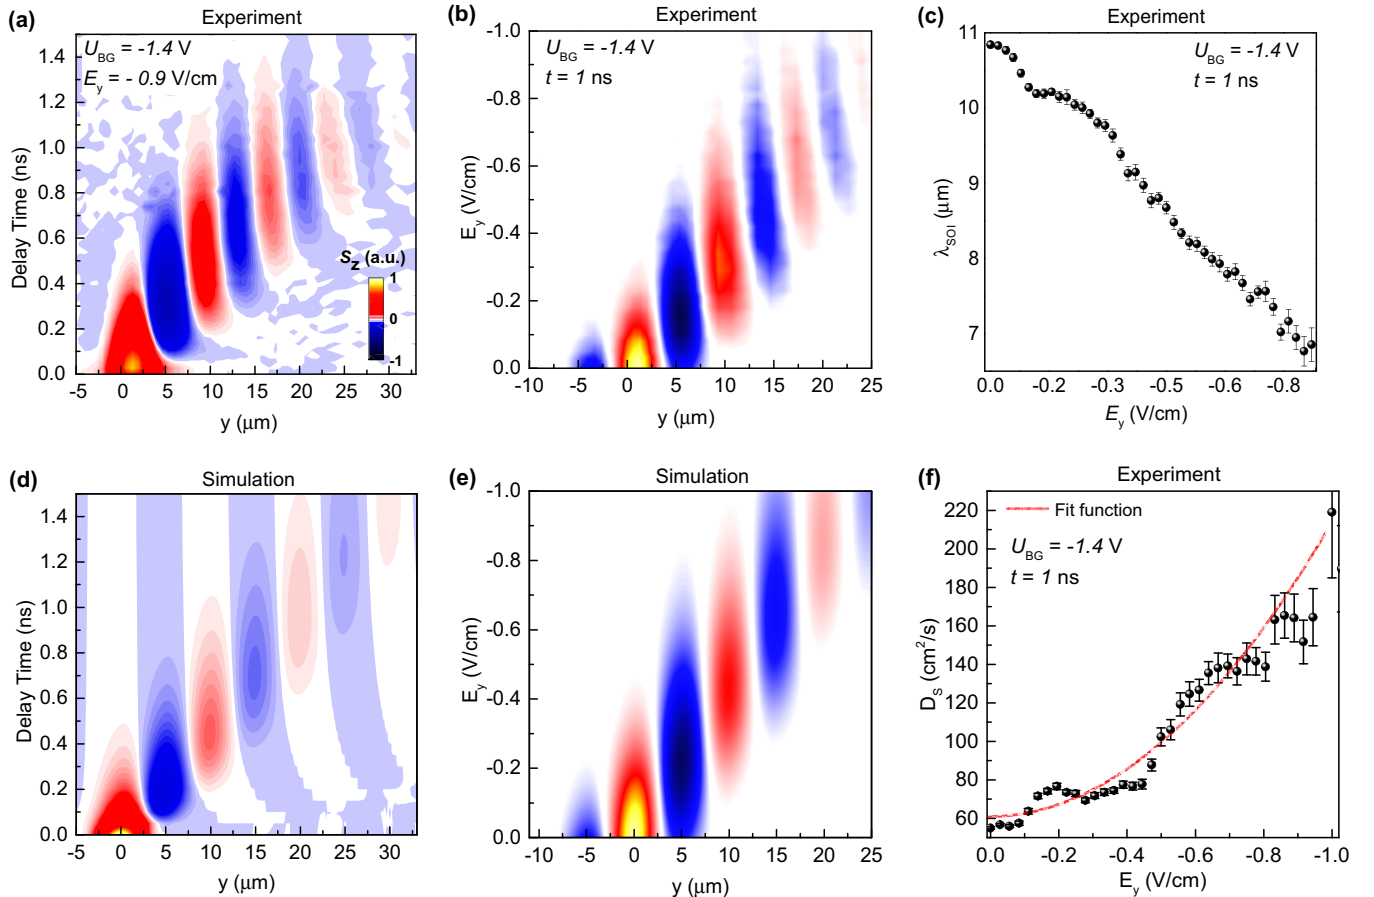 (a)
Experiment
U_BG = -1.4 V
E_y = - 0.9 V/cm
Delay Time (ns)
1.4
1.2
1.0
0.8
0.6
0.4
0.2
0.0
S_z (a.u.)
1
0
-1
-5 0 5 10 15 20 25 30
y (μm)
(b)
Experiment
U_BG = -1.4 V
t = 1 ns
E_y (V/cm)
-1.0
-0.8
-0.6
-0.4
-0.2
0.0
-10 -5 0 5 10 15 20 25
y (μm)
(c)
Experiment
U_BG = -1.4 V
t = 1 ns
λ_SOI (μm)
11
10
9
8
7
0.0 -0.2 -0.3 -0.5 -0.6 -0.8
E_y (V/cm)
(d)
Simulation
Delay Time (ns)
1.4
1.2
1.0
0.8
0.6
0.4
0.2
0.0
-5 0 5 10 15 20 25 30
y (μm)
(e)
Simulation
E_y (V/cm)
-1.0
-0.8
-0.6
-0.4
-0.2
0.0
-10 -5 0 5 10 15 20 25
y (μm)
(f)
Experiment
Fit function
U_BG = -1.4 V
t = 1 ns
D_S (cm²/s)
220
200
180
160
140
120
100
80
60
0.0 -0.2 -0.4 -0.6 -0.8 -1.0
E_y (V/cm)